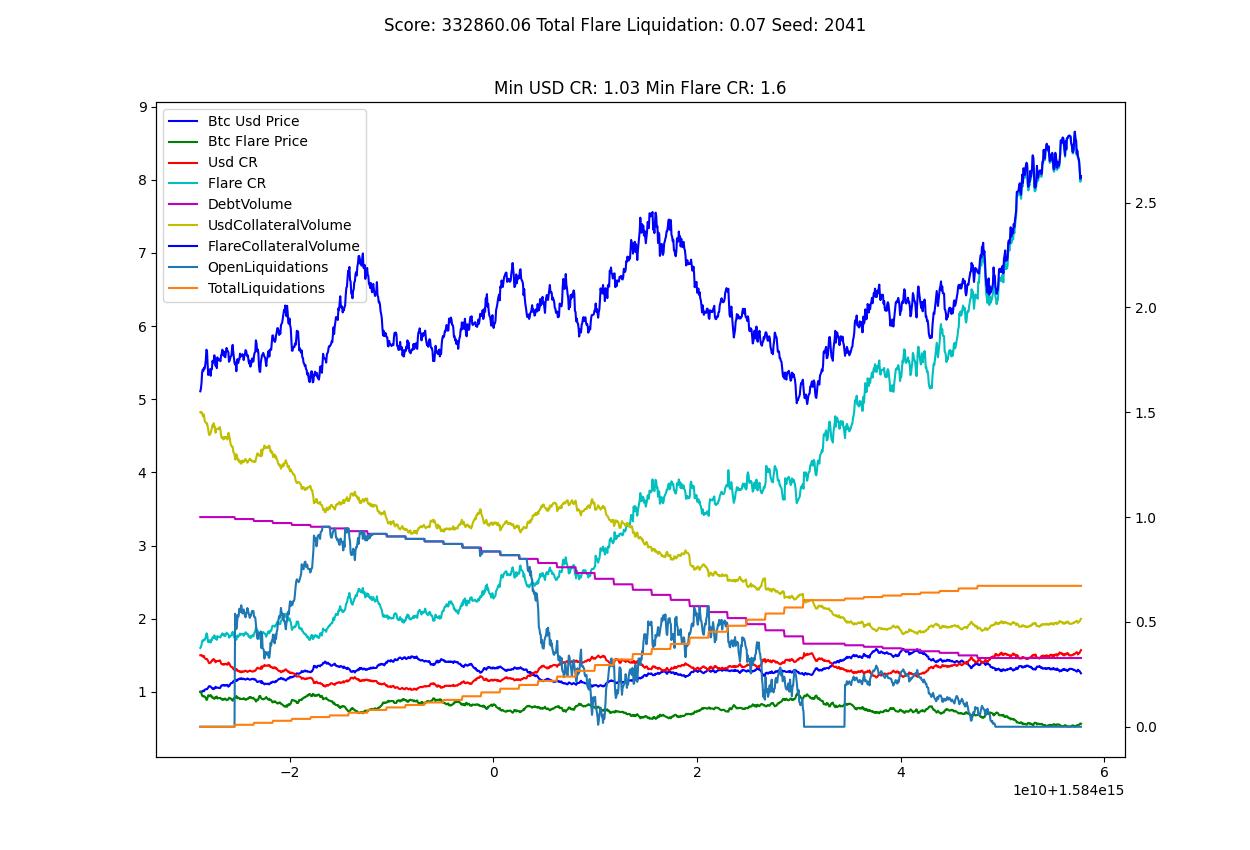 Score: 332860.06 Total Flare Liquidation: 0.07 Seed: 2041
Min USD CR: 1.03 Min Flare CR: 1.6
Btc Usd Price
Btc Flare Price
Usd CR
Flare CR
DebtVolume
UsdCollateralVolume
FlareCollateralVolume
OpenLiquidations
TotalLiquidations
9
8
7
6
5
4
3
2
1
2.5
2.0
1.5
1.0
0.5
0.0
−2
0
2
4
6
1e10+1.584e15